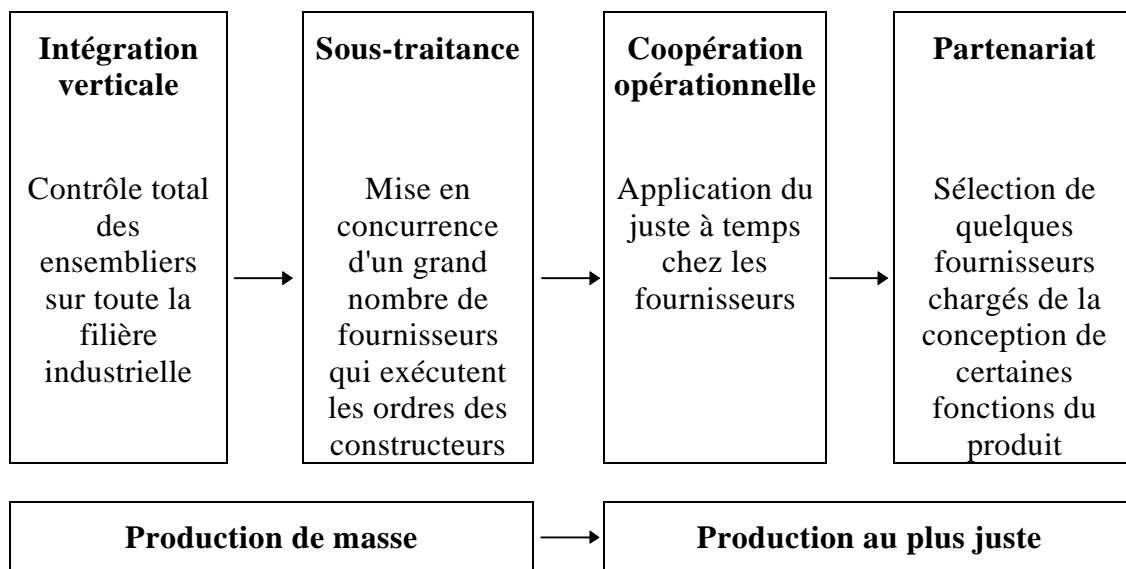 Intégration
verticale
Contrôle total
des
ensembliers
sur toute la
filière
industrielle
Sous-traitance
Mise en
concurrence
d'un grand
nombre de
fournisseurs
qui exécutent
les ordres des
constructeurs
Coopération
opérationnelle
Application du
juste à temps
chez les
fournisseurs
Partenariat
Sélection de
quelques
fournisseurs
chargés de la
conception de
certaines
fonctions du
produit
Production de masse
Production au plus juste